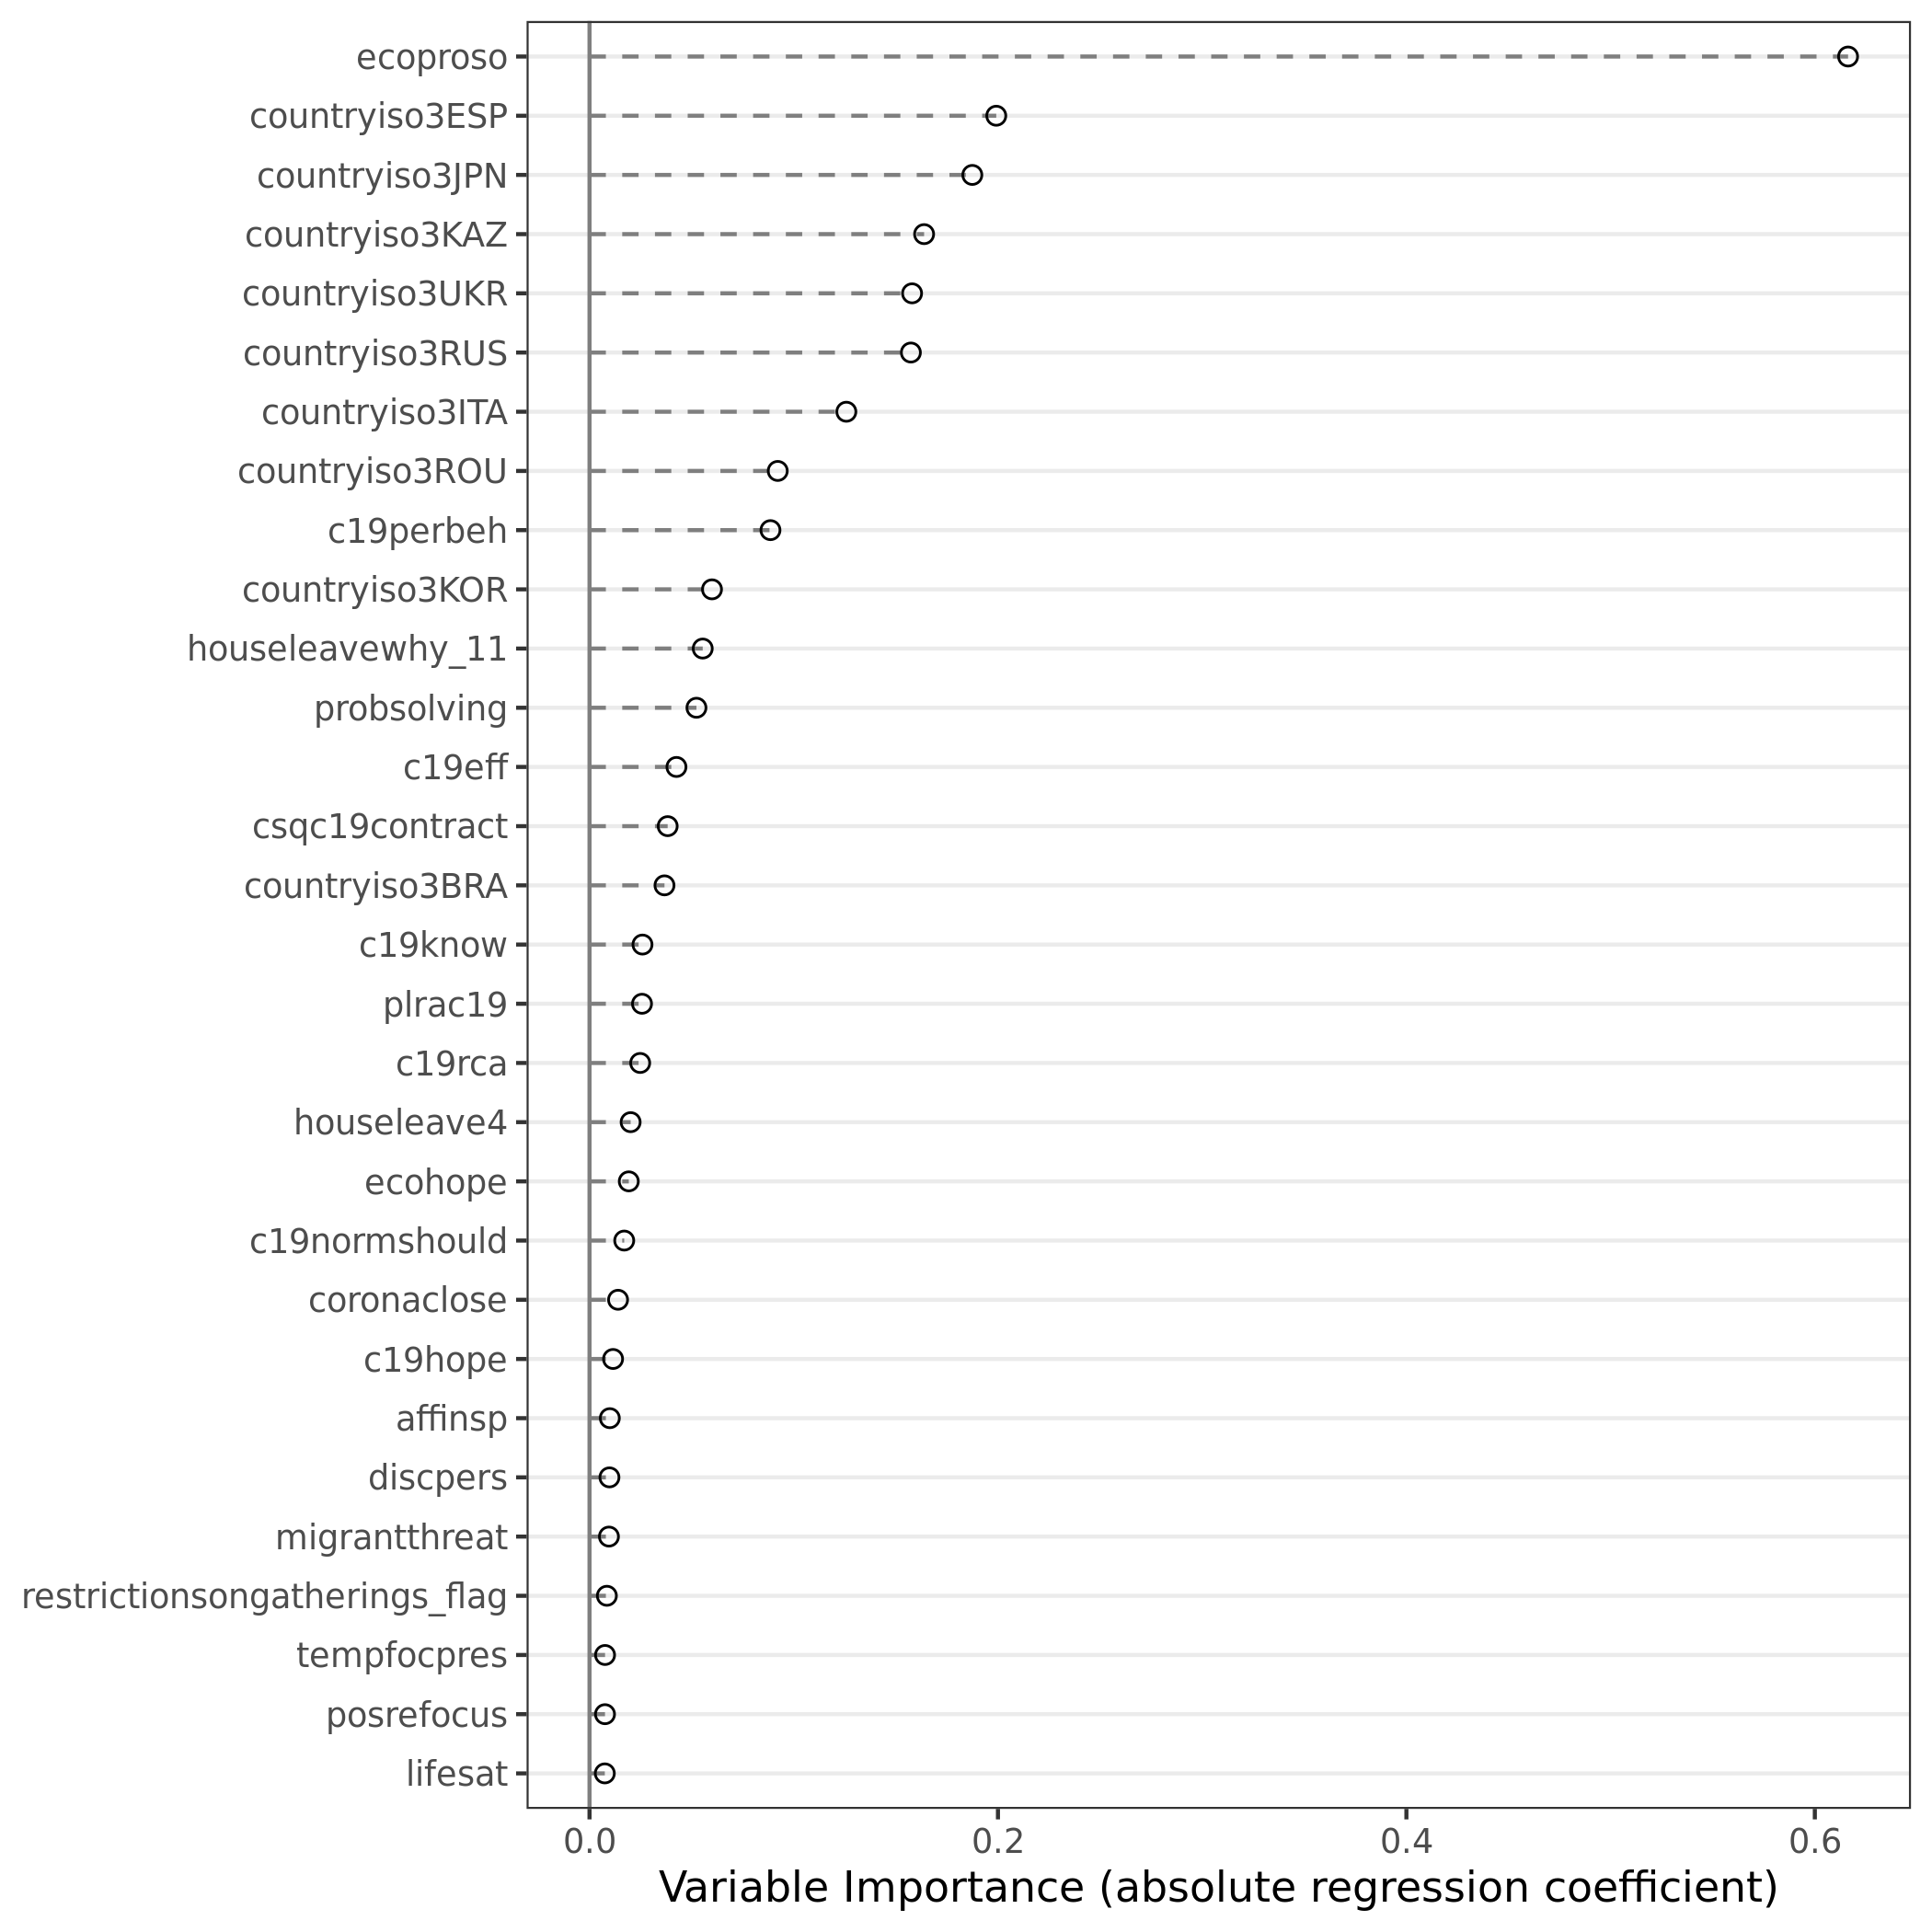 ecoproso
countryiso3ESP
countryiso3JPN
countryiso3KAZ
countryiso3UKR
countryiso3RUS
countryiso3ITA
countryiso3ROU
c19perbeh
countryiso3KOR
houseleavewhy_11
probsolving
c19eff
csqc19contract
countryiso3BRA
c19know
plrac19
c19rca
houseleave4
ecohope
c19normshould
coronaclose
c19hope
affinsp
discpers
migrantthreat
restrictionsongatherings_flag
tempfocpres
posrefocus
lifesat
0.0 0.2 0.4 0.6
Variable Importance (absolute regression coefficient)